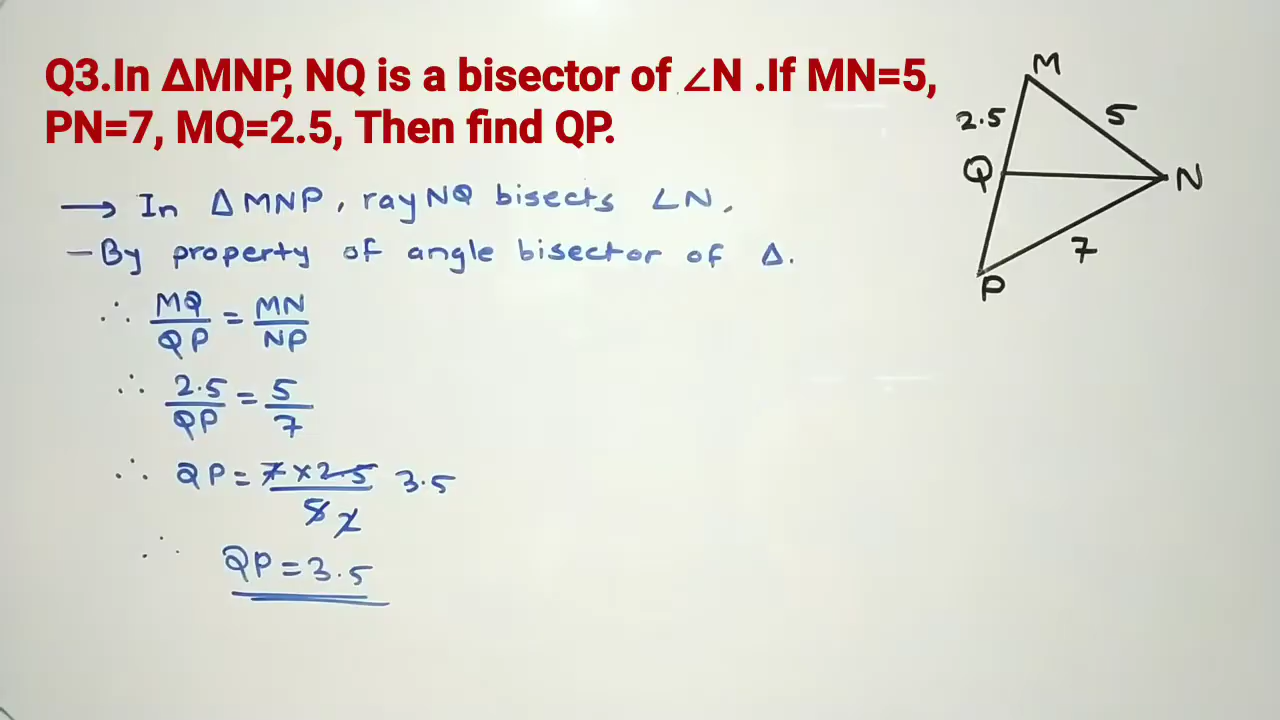 Q3.In ΔMNP, NQ is a bisector of ∠N .If MN=5,
PN=7, MQ=2.5, Then find QP.
→ In ΔMNP, ray NQ bisects ∠N.
- By property of angle bisector of Δ.
∴ MQ/QP = MN/NP
∴ 2.5/QP = 5/7
∴ QP = 7×2.5/5 2 3.5
∴ QP = 3.5
M
2.5 5
Q N
7
P